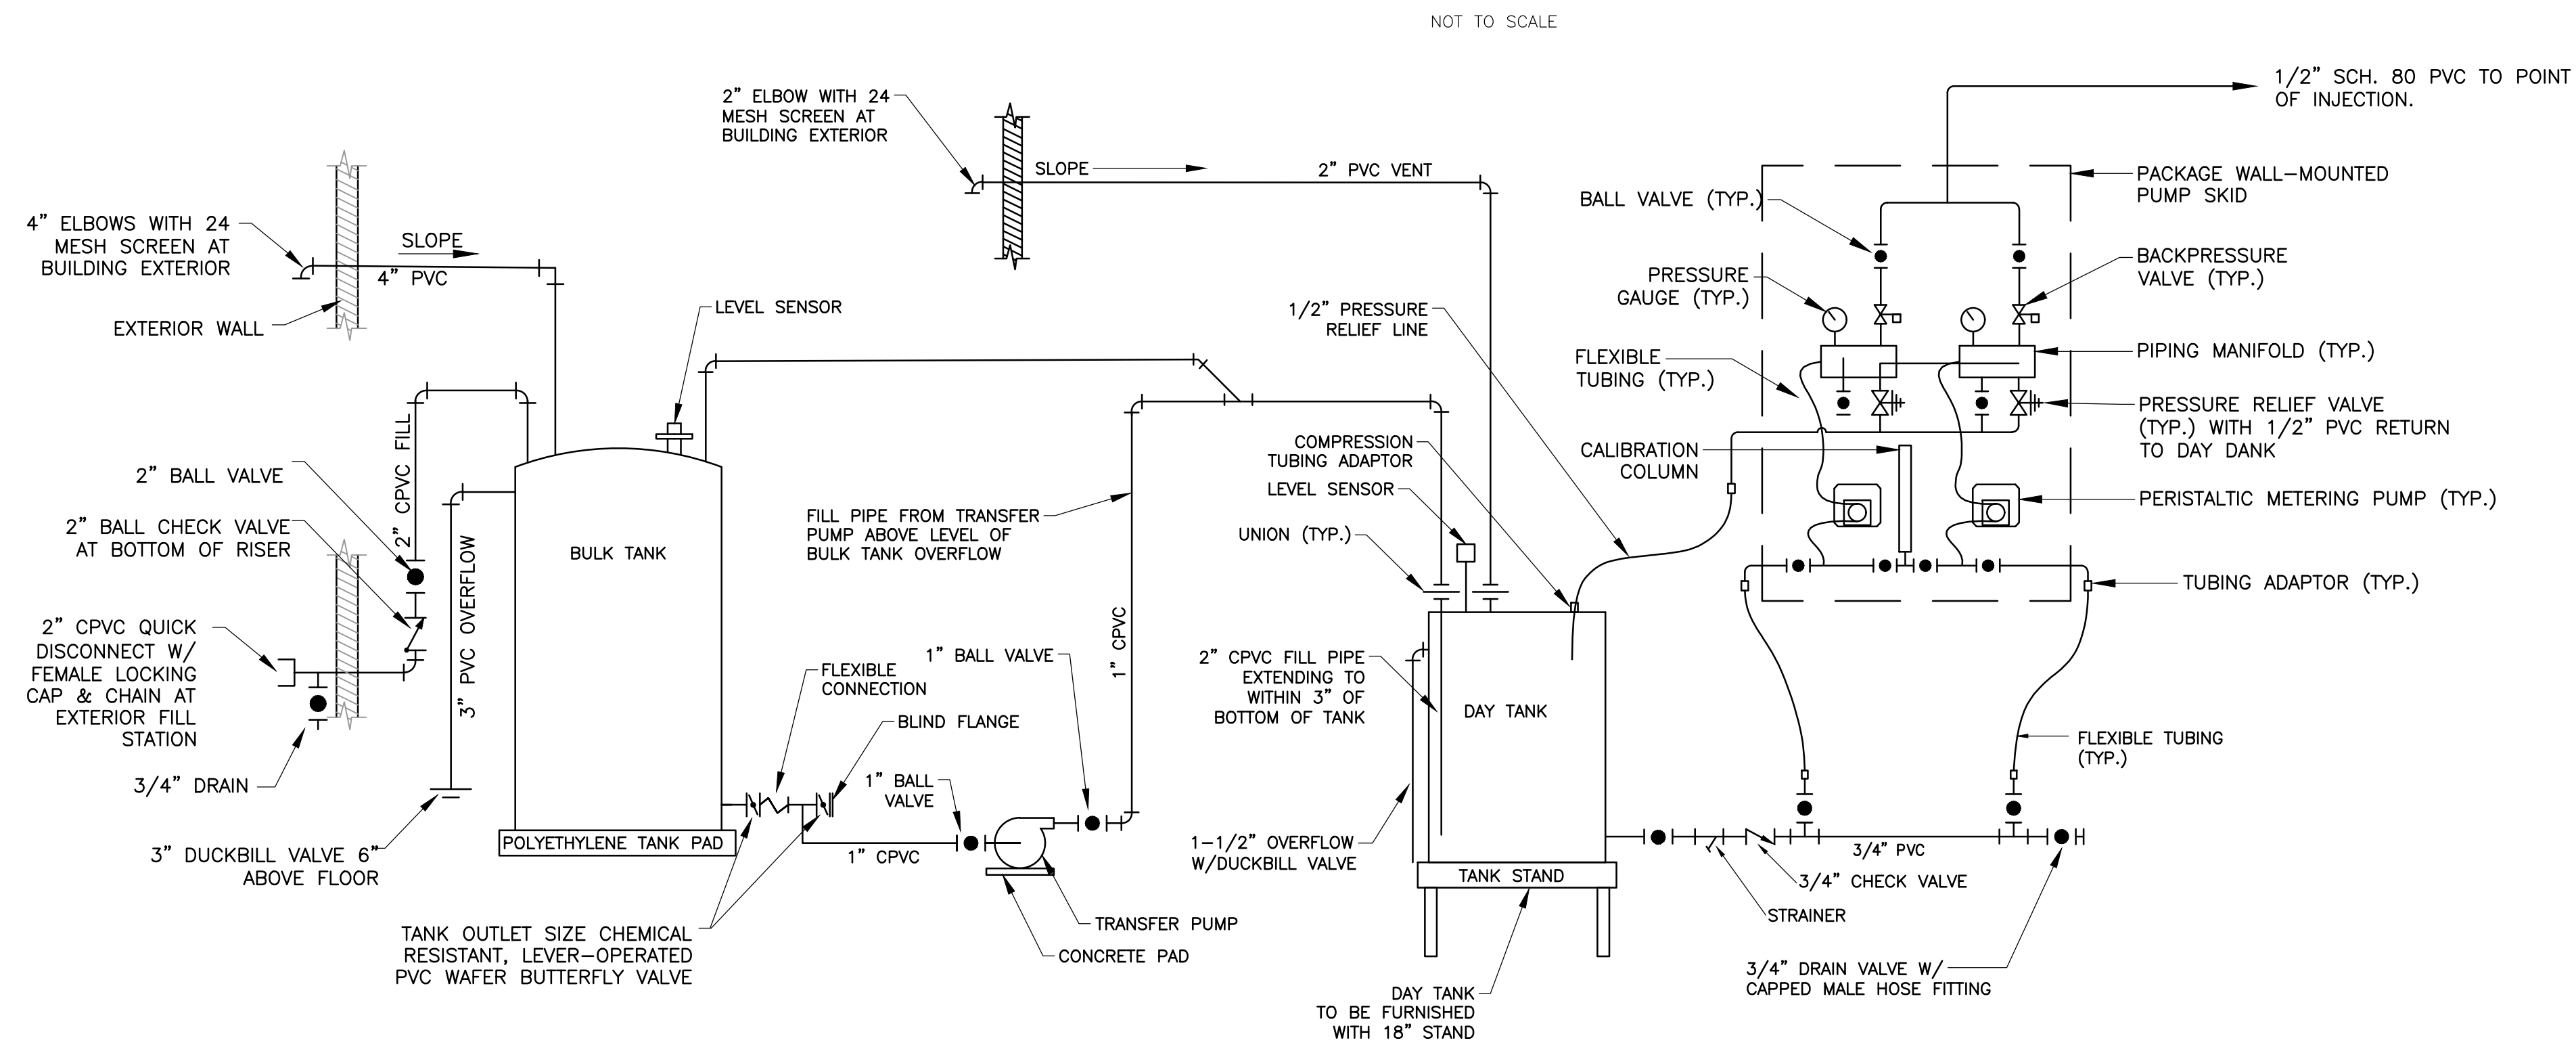 NOT TO SCALE
1/2” SCH. 80 PVC TO POINT
OF INJECTION.
2” ELBOW WITH 24
MESH SCREEN AT
BUILDING EXTERIOR
SLOPE
2” PVC VENT
PACKAGE WALL–MOUNTED
PUMP SKID
BALL VALVE (TYP.)
4” ELBOWS WITH 24
MESH SCREEN AT
BUILDING EXTERIOR
SLOPE
4” PVC
EXTERIOR WALL
LEVEL SENSOR
1/2” PRESSURE
RELIEF LINE
PRESSURE
GAUGE (TYP.)
BACKPRESSURE
VALVE (TYP.)
FLEXIBLE
TUBING (TYP.)
PIPING MANIFOLD (TYP.)
PRESSURE RELIEF VALVE
(TYP.) WITH 1/2” PVC RETURN
TO DAY DANK
CALIBRATION
COLUMN
PERISTALTIC METERING PUMP (TYP.)
COMPRESSION
TUBING ADAPTOR
LEVEL SENSOR
UNION (TYP.)
TUBING ADAPTOR (TYP.)
2” BALL VALVE
2” CPVC FILL
2” BALL CHECK VALVE
AT BOTTOM OF RISER
3” PVC OVERFLOW
BULK TANK
FILL PIPE FROM TRANSFER
PUMP ABOVE LEVEL OF
BULK TANK OVERFLOW
1” CPVC
2” CPVC QUICK
DISCONNECT W/
FEMALE LOCKING
CAP & CHAIN AT
EXTERIOR FILL
STATION
3/4” DRAIN
FLEXIBLE
CONNECTION
BLIND FLANGE
1” BALL VALVE
1” BALL
VALVE
2” CPVC FILL PIPE
EXTENDING TO
WITHIN 3” OF
BOTTOM OF TANK
DAY TANK
FLEXIBLE TUBING
(TYP.)
3” DUCKBILL VALVE 6”
ABOVE FLOOR
POLYETHYLENE TANK PAD
1” CPVC
1–1/2” OVERFLOW
W/DUCKBILL VALVE
TANK STAND
3/4” PVC
3/4” CHECK VALVE
STRAINER
TANK OUTLET SIZE CHEMICAL
RESISTANT, LEVER–OPERATED
PVC WAFER BUTTERFLY VALVE
TRANSFER PUMP
CONCRETE PAD
DAY TANK
TO BE FURNISHED
WITH 18” STAND
3/4” DRAIN VALVE W/
CAPPED MALE HOSE FITTING